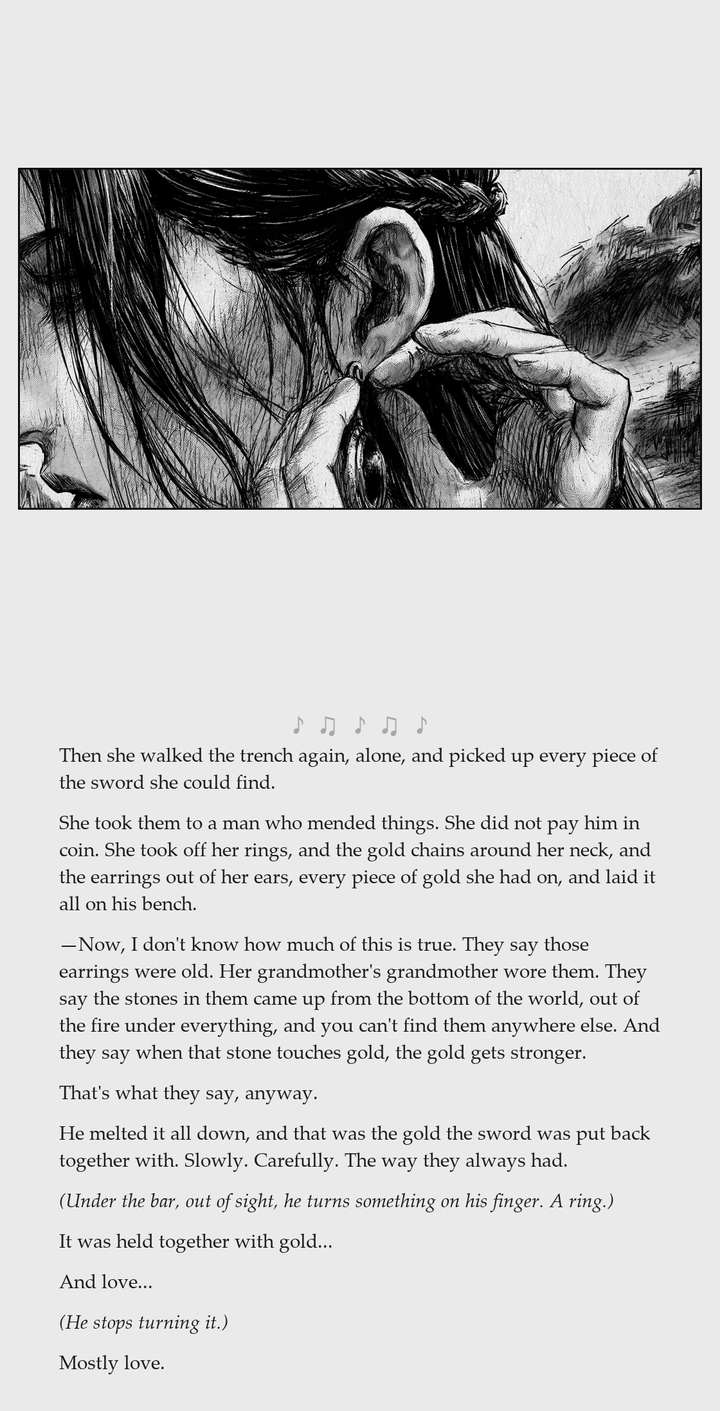 ♪ ♫ ♪ ♫ ♪
Then she walked the trench again, alone, and picked up every piece of
the sword she could find.
She took them to a man who mended things. She did not pay him in
coin. She took off her rings, and the gold chains around her neck, and
the earrings out of her ears, every piece of gold she had on, and laid it
all on his bench.
—Now, I don't know how much of this is true. They say those
earrings were old. Her grandmother's grandmother wore them. They
say the stones in them came up from the bottom of the world, out of
the fire under everything, and you can't find them anywhere else. And
they say when that stone touches gold, the gold gets stronger.
That's what they say, anyway.
He melted it all down, and that was the gold the sword was put back
together with. Slowly. Carefully. The way they always had.
(Under the bar, out of sight, he turns something on his finger. A ring.)
It was held together with gold...
And love...
(He stops turning it.)
Mostly love.